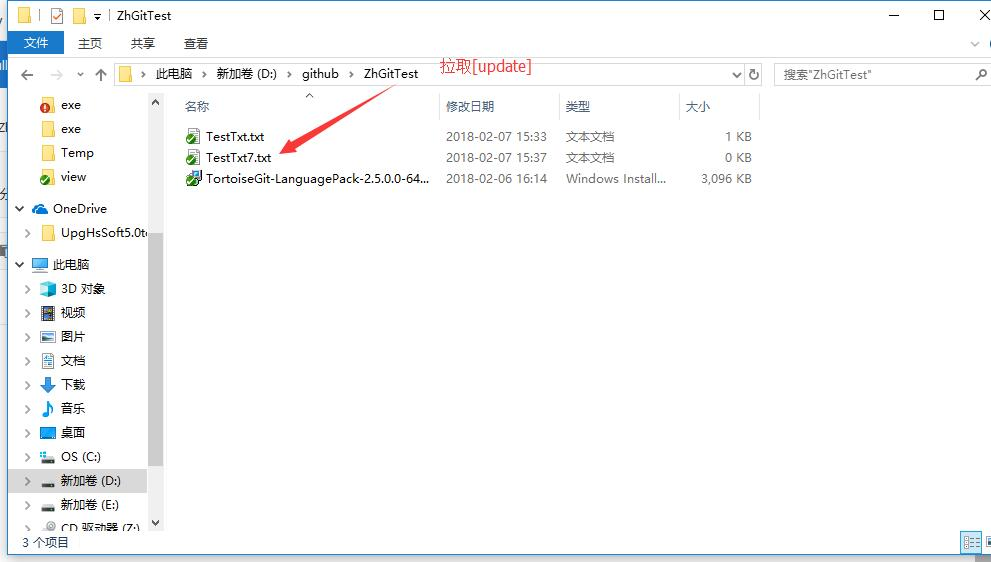 ZhGitTest
文件 主页 共享 查看
此电脑 新加卷 (D:) github ZhGitTest
拉取[update]
搜索"ZhGitTest"
名称 修改日期 类型 大小
TestTxt.txt 2018-02-07 15:33 文本文档 1 KB
TestTxt7.txt 2018-02-07 15:37 文本文档 0 KB
TortoiseGit-LanguagePack-2.5.0.0-64... 2018-02-06 16:14 Windows Install... 3,096 KB
exe
exe
Temp
view
OneDrive
UpgHsSoft5.0t
此电脑
3D 对象
视频
图片
文档
下载
音乐
桌面
OS (C:)
新加卷 (D:)
新加卷 (E:)
CD 驱动器 (Z:)
3 个项目